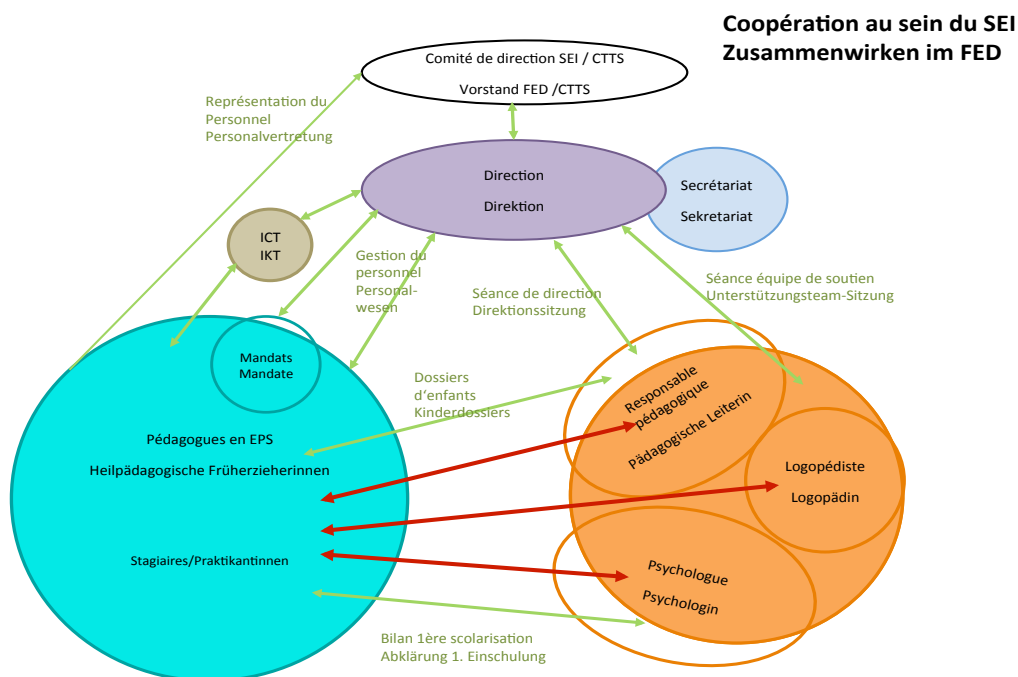 Coopération au sein du SEI
Zusammenwirken im FED
Comité de direction SEI / CTTS
Vorstand FED /CTTS
Représentation du
Personnel
Personalvertretung
Direction
Direktion
Secrétariat
Sekretariat
ICT
IKT
Gestion du
personnel
Personal-
wesen
Séance de direction
Direktionssitzung
Séance équipe de soutien
Unterstützungsteam-Sitzung
Mandats
Mandate
Dossiers
d‘enfants
Kinderdossiers
Responsable
pédagogique
Pädagogische Leiterin
Pédagogues en EPS
Heilpädagogische Früherzieherinnen
Logopédiste
Logopädin
Stagiaires/Praktikantinnen
Psychologue
Psychologin
Bilan 1ère scolarisation
Abklärung 1. Einschulung